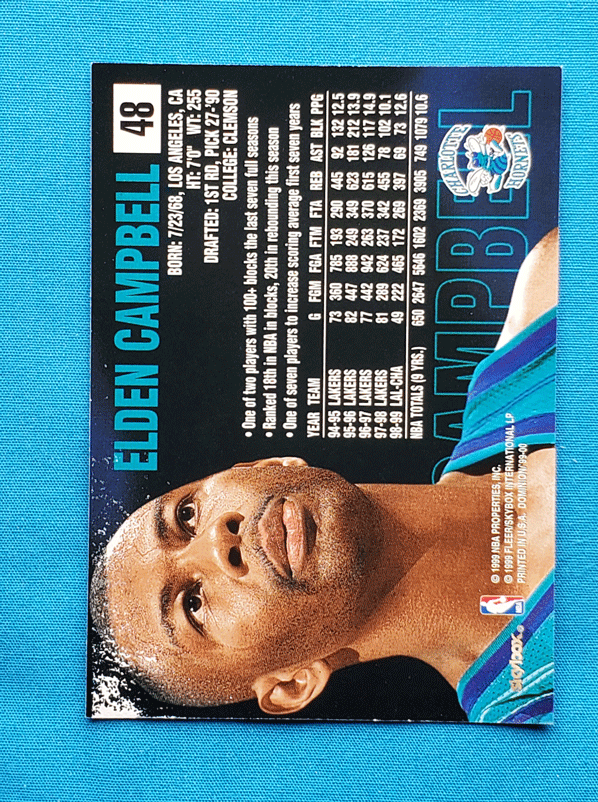 ELDEN CAMPBELL 48
BORN: 7/23/68, LOS ANGELES, CA
HT: 7'0" WT: 255
DRAFTED: 1ST RD, PICK 27-'90
COLLEGE: CLEMSON
• One of two players with 100+ blocks the last seven full seasons
• Ranked 18th in NBA in blocks, 20th in rebounding this season
• One of seven players to increase scoring average first seven years
YEAR TEAM G FGM FGA FTM FTA REB AST BLK PPG
94-95 LAKERS 73 360 785 193 290 445 92 132 12.5
95-96 LAKERS 82 447 888 249 349 623 181 212 13.9
96-97 LAKERS 77 442 942 263 370 615 126 117 14.9
97-98 LAKERS 81 289 624 237 342 455 78 102 10.1
98-99 LAL-CHA 49 222 465 172 269 397 69 73 12.6
NBA TOTALS (9 YRS.) 650 2647 5646 1602 2369 3905 749 1079 10.6
CAMPBELL
CHARLOTTE
HORNETS
© 1999 NBA PROPERTIES, INC.
© 1999 FLEER/SKYBOX INTERNATIONAL LP
PRINTED IN U.S.A. DOMINION '99-00
NBA
skybox